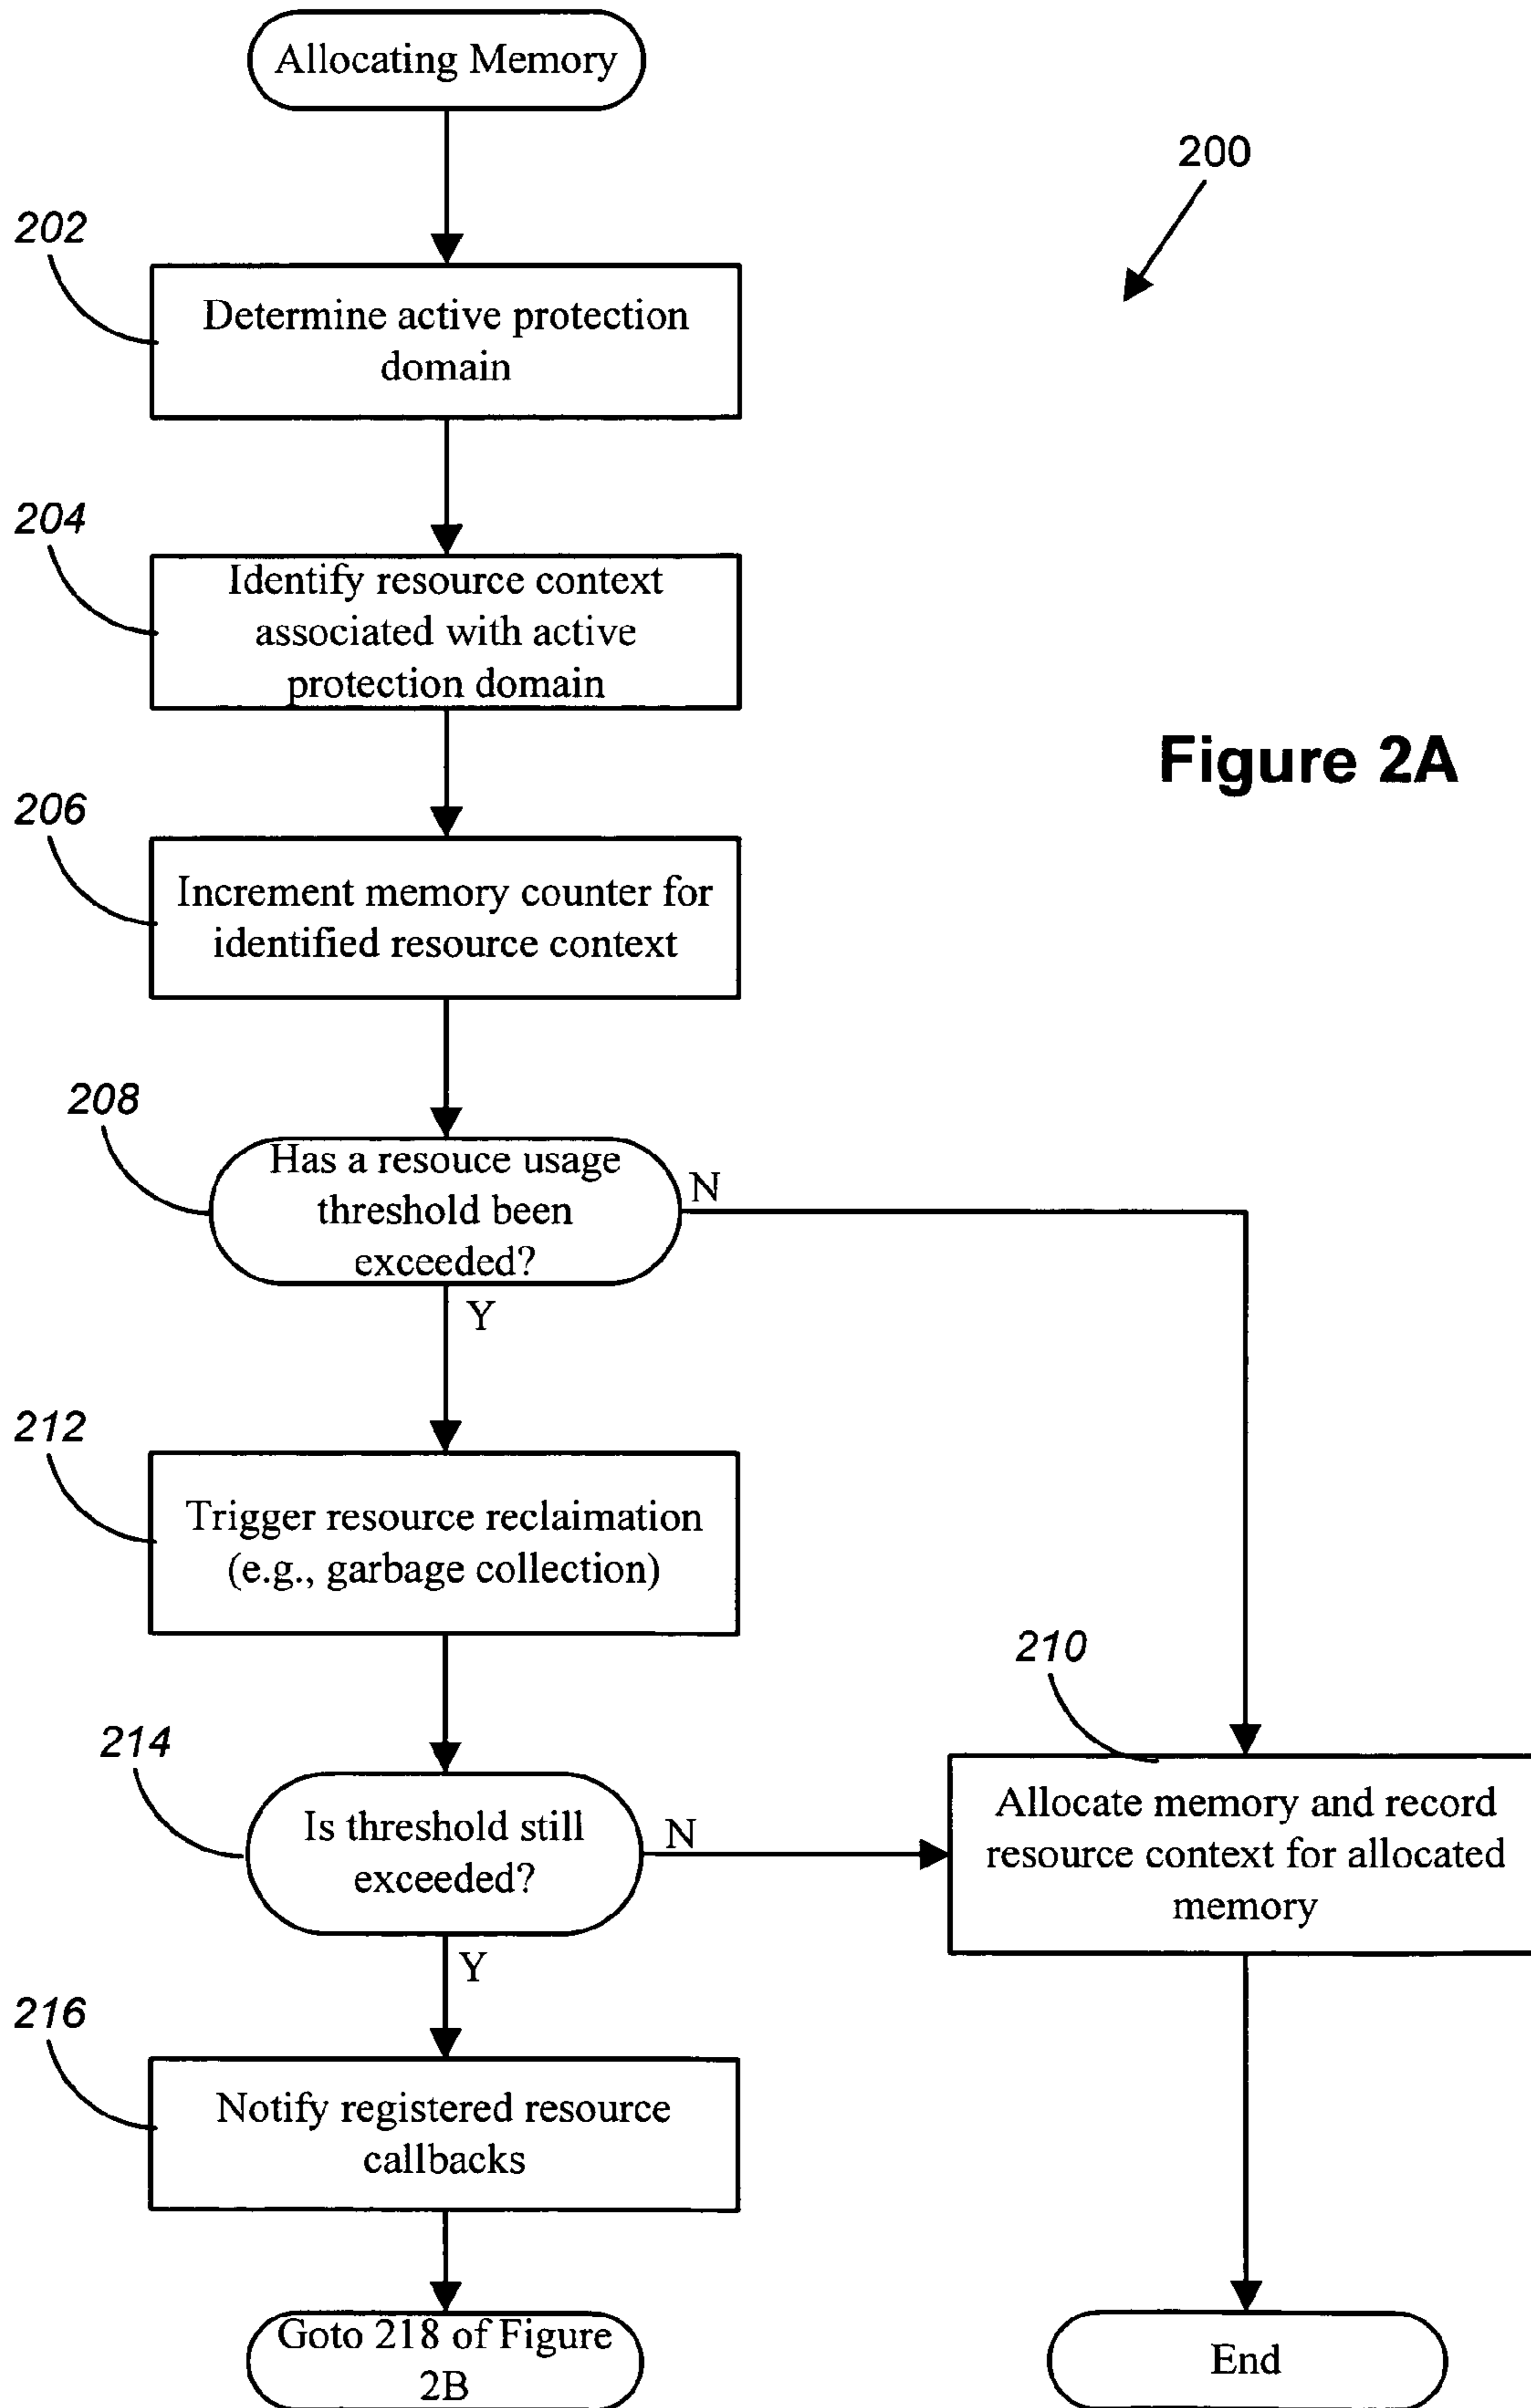 Allocating Memory
200
202
Determine active protection
domain
204
Identify resource context
associated with active
protection domain
Figure 2A
206
Increment memory counter for
identified resource context
208
Has a resouce usage
threshold been
exceeded?
N
Y
212
Trigger resource reclaimation
(e.g., garbage collection)
210
Allocate memory and record
resource context for allocated
memory
214
Is threshold still
exceeded?
N
Y
216
Notify registered resource
callbacks
Goto 218 of Figure
2B
End